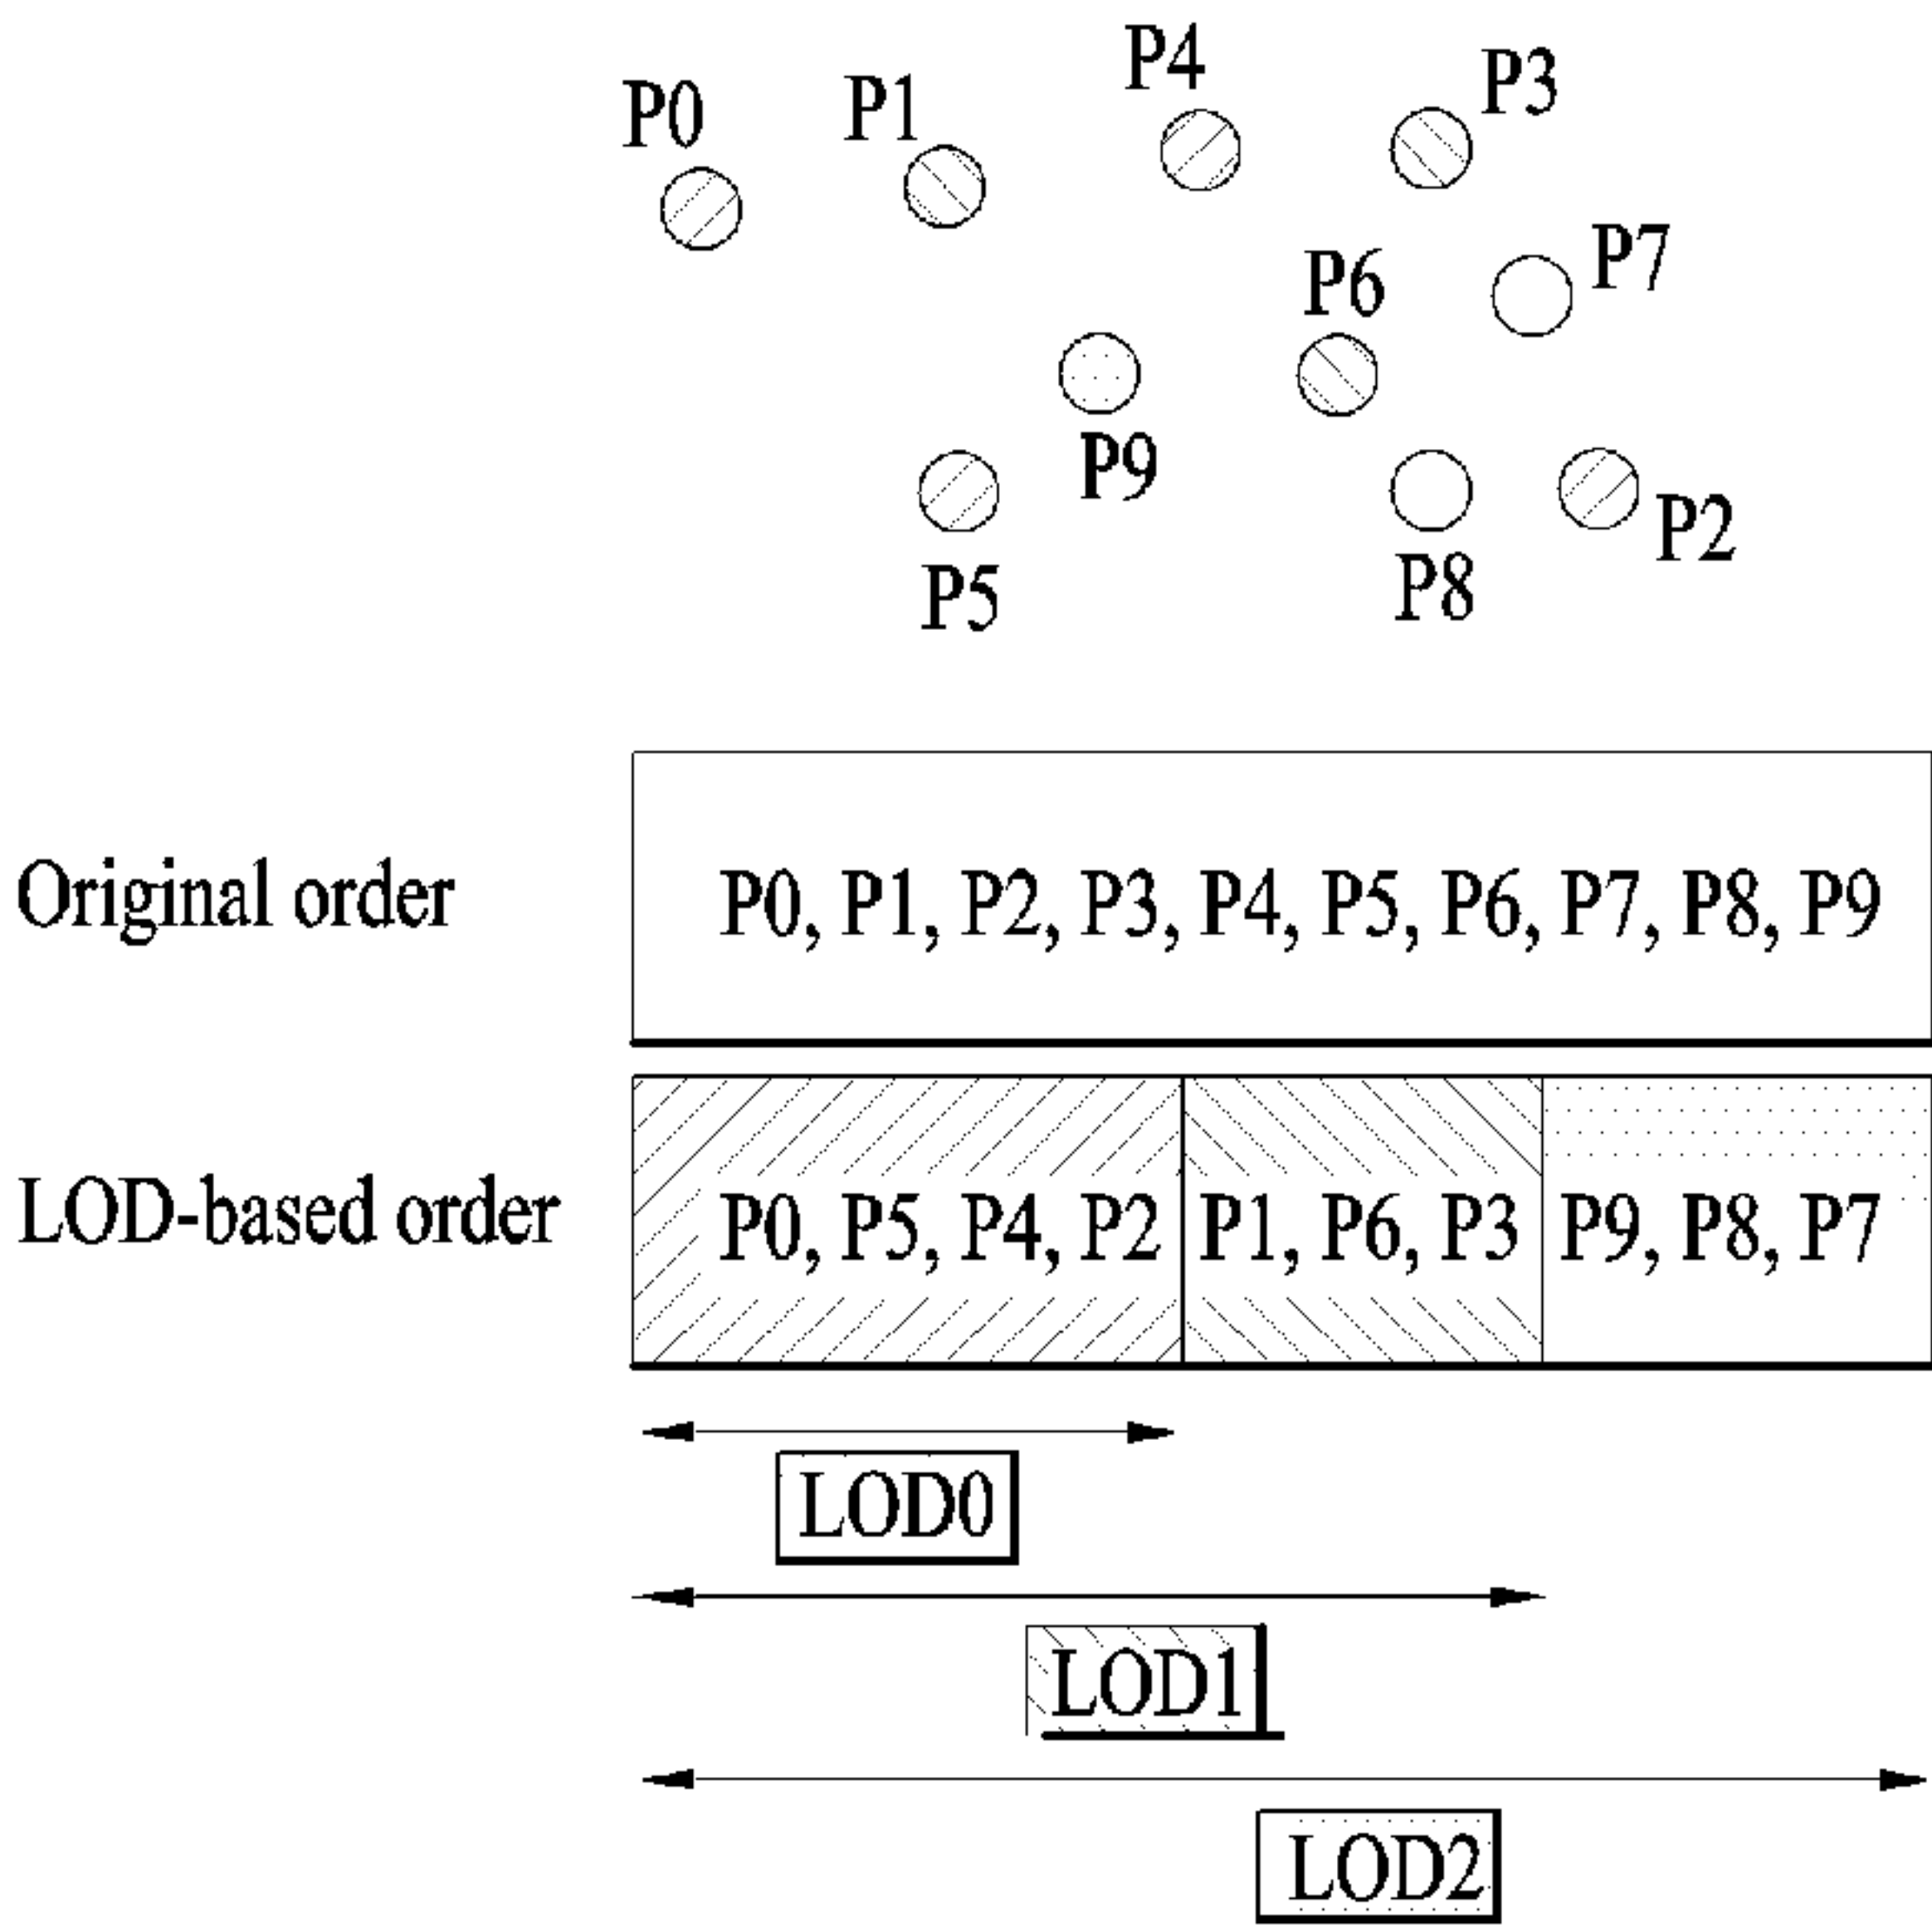 P4
P3
P0
P1
P7
P6
P9
P2
P5
P8
Original order
P0, P1, P2, P3, P4, P5, P6, P7, P8, P9
LOD-based order
P0, P5, P4, P2
P1, P6, P3
P9, P8, P7
LOD0
LOD1
LOD2